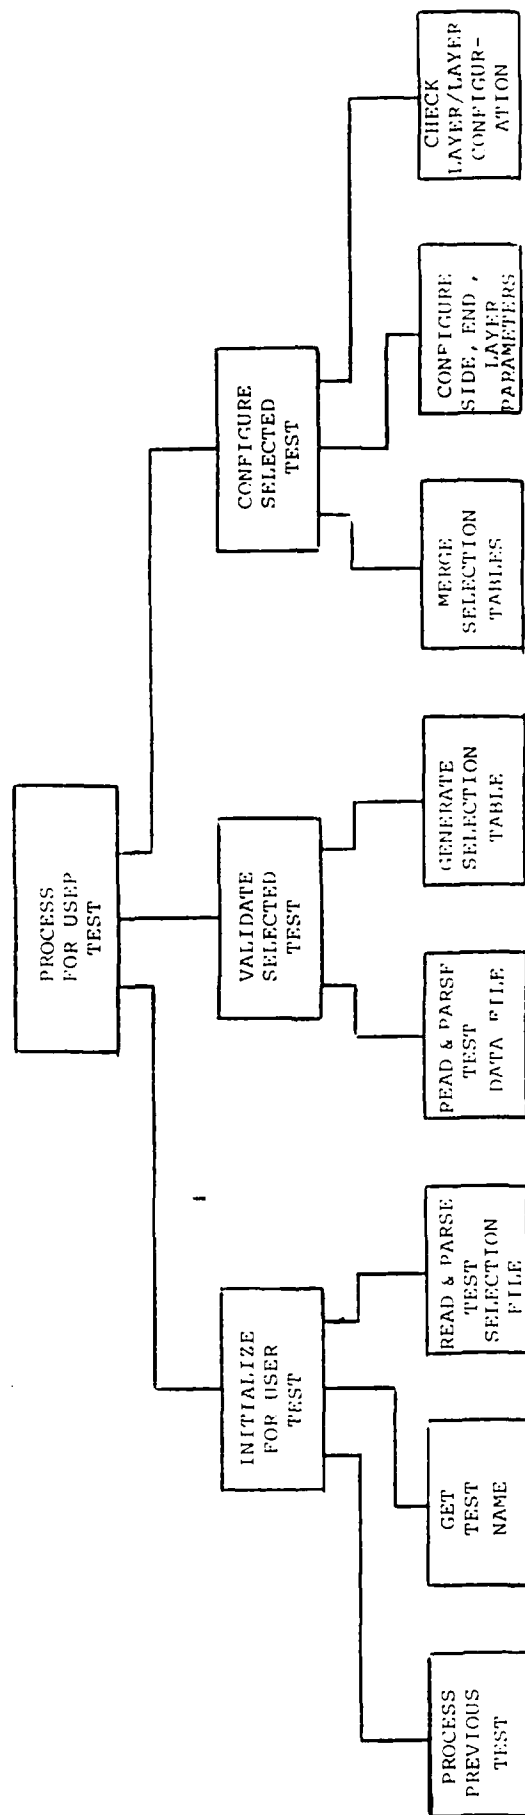 PROCESS
FOR USEP
TEST
INITIALIZE
FOR USER
TEST
VALIDATE
SELECTED
TEST
CONFIGURE
SELECTED
TEST
PROCESS
PREVIOUS
TEST
GET
TEST
NAME
READ & PARSE
TEST
SELECTION
FILE
READ & PARSE
TEST
DATA FILE
GENERATE
SELECTION
TABLE
MERGE
SELECTION
TABLES
CONFIGURE
SIDE, END,
LAYER
PARAMETERS
CHECK
LAYER/LAYER
CONFIGUR-
ATION